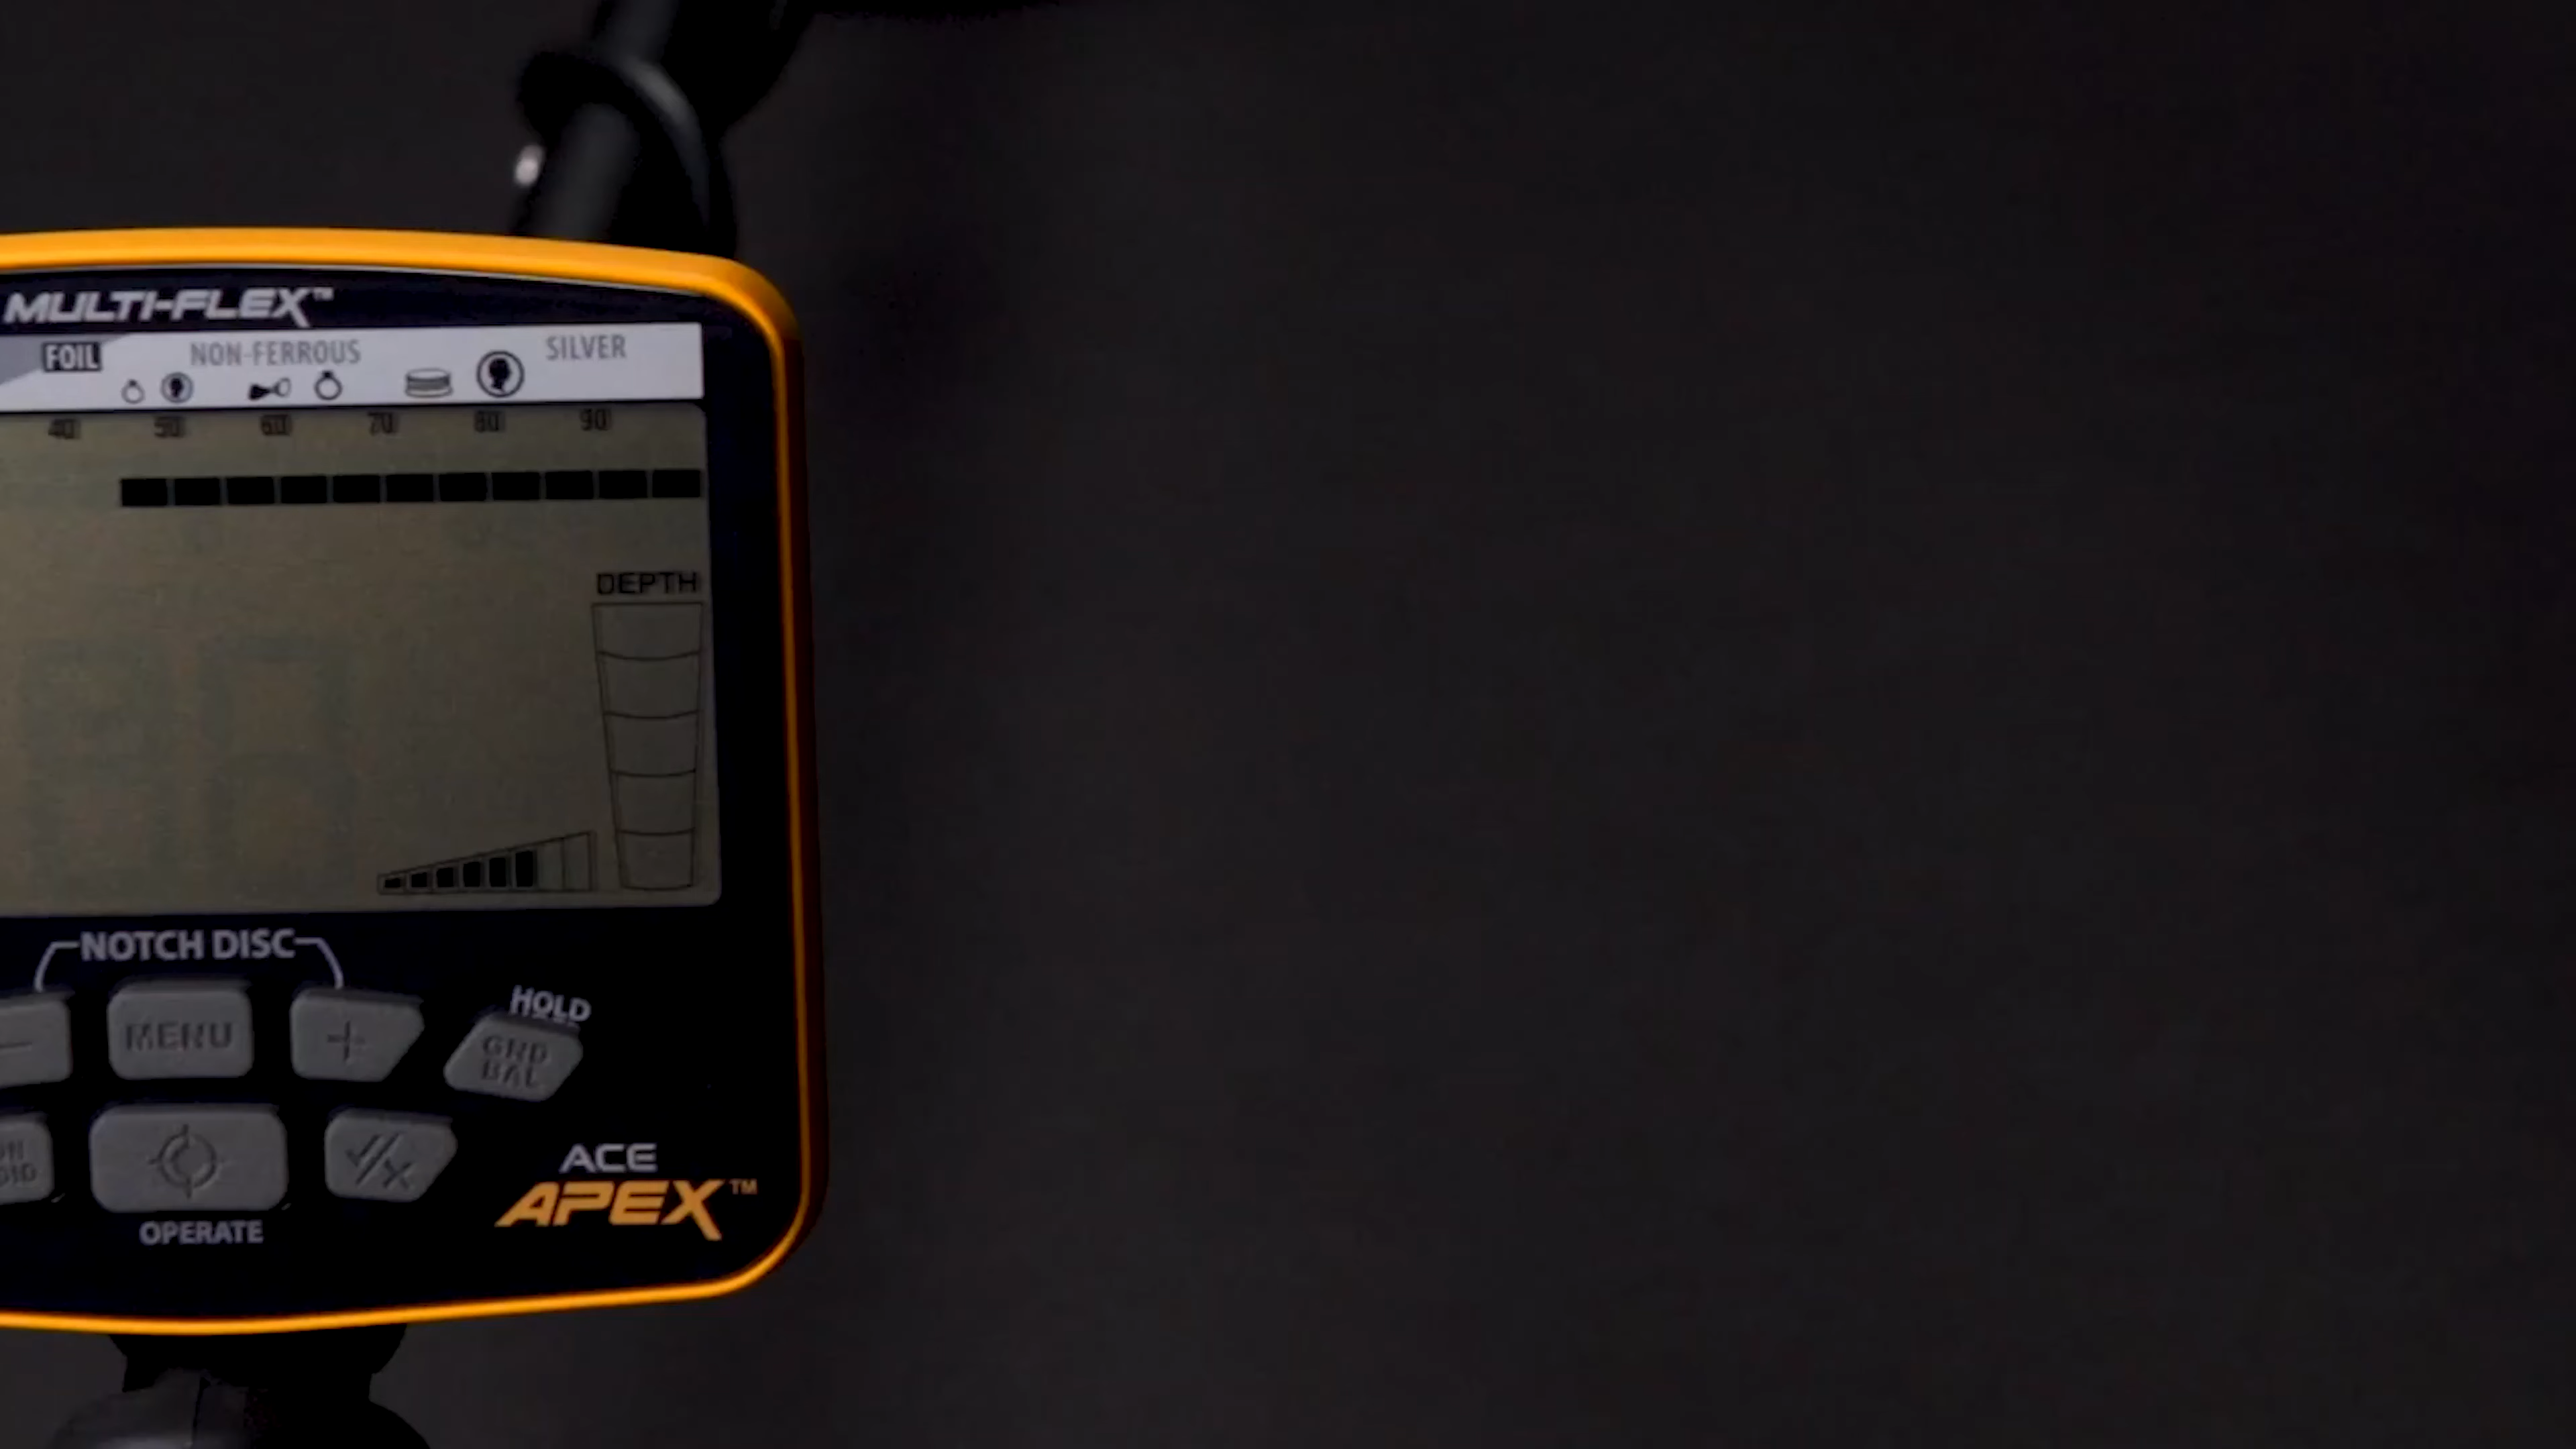 MULTI-FLEX™
FOIL NON-FERROUS SILVER
40 50 60 70 80 90
DEPTH
NOTCH DISC
HOLD
- MENU + GRD
BAL
✓/X
OPERATE
ACE
APEX™